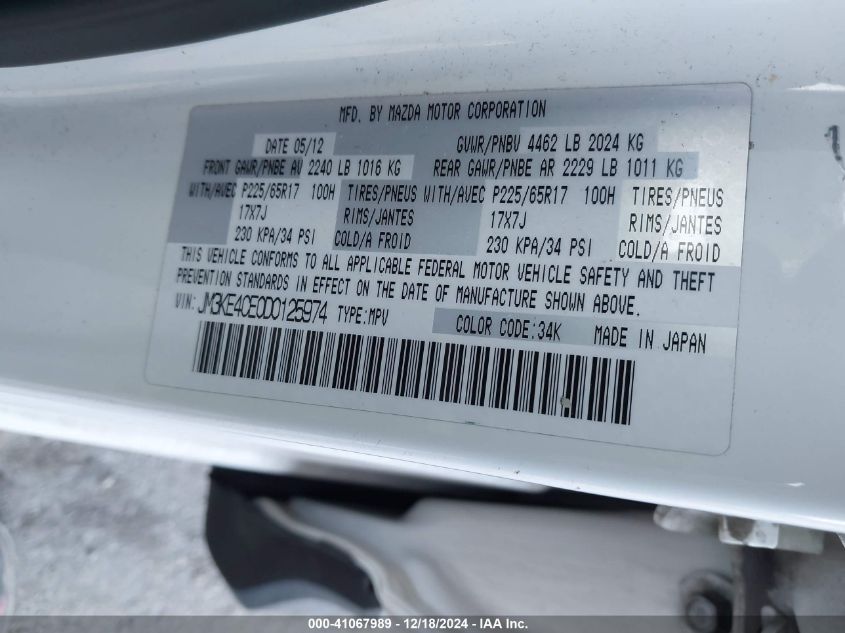 MFD. BY MAZDA MOTOR CORPORATION
DATE 05/12 GVWR/PNBV 4462 LB 2024 KG
FRONT GAWR/PNBE AV 2240 LB 1016 KG REAR GAWR/PNBE AR 2229 LB 1011 KG
WITH/AVEC P225/65R17 100H TIRES/PNEUS WITH/AVEC P225/65R17 100H TIRES/PNEUS
17X7J RIMS/JANTES 17X7J RIMS/JANTES
230 KPA/34 PSI COLD/A FROID 230 KPA/34 PSI COLD/A FROID
THIS VEHICLE CONFORMS TO ALL APPLICABLE FEDERAL MOTOR VEHICLE SAFETY AND THEFT
PREVENTION STANDARDS IN EFFECT ON THE DATE OF MANUFACTURE SHOWN ABOVE.
VIN: JM3KE4CE0D0125974 TYPE:MPV COLOR CODE:34K MADE IN JAPAN
000-41067989 - 12/18/2024 - IAA Inc.